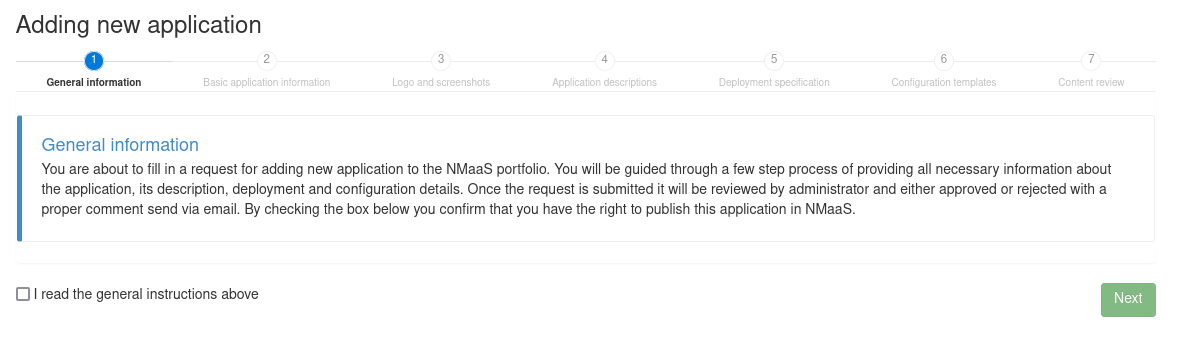 Adding new application
1 2 3 4 5 6 7
General information Basic application information Logo and screenshots Application descriptions Deployment specification Configuration templates Content review
General information
You are about to fill in a request for adding new application to the NMaaS portfolio. You will be guided through a few step process of providing all necessary information about
the application, its description, deployment and configuration details. Once the request is submitted it will be reviewed by administrator and either approved or rejected with a
proper comment send via email. By checking the box below you confirm that you have the right to publish this application in NMaaS.
I read the general instructions above
Next